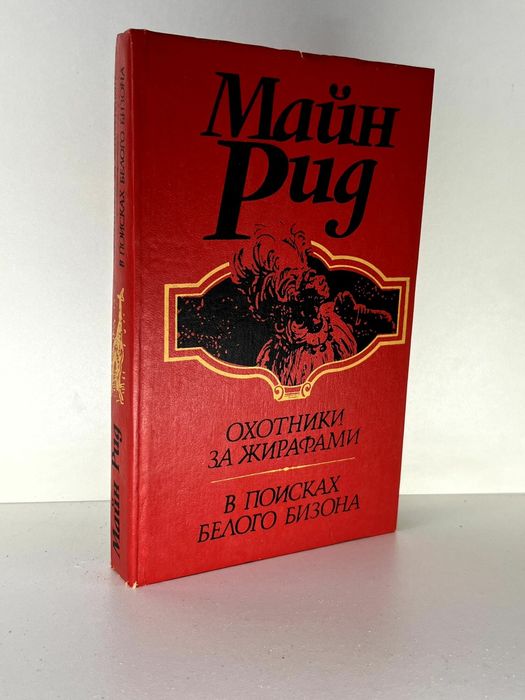 Майн
Рид
ОХОТНИКИ
ЗА ЖИРАФАМИ
В ПОИСКАХ
БЕЛОГО БИЗОНА
Майн Рид
В ПОИСКАХ БЕЛОГО БИЗОНА